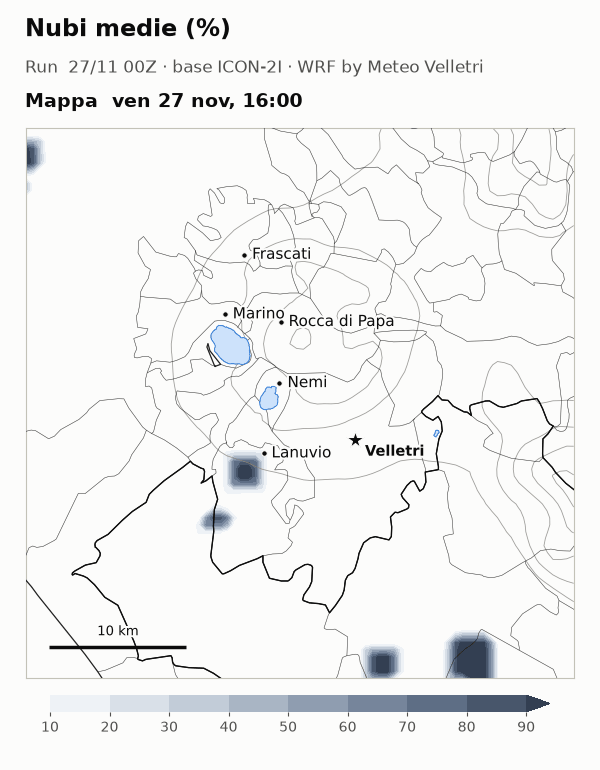 Nubi medie (%)
Run  27/11 00Z · base ICON-2I · WRF by Meteo Velletri
Mappa  ven 27 nov, 16:00
Frascati
Marino
Rocca di Papa
Nemi
Velletri
Lanuvio
10 km
10 20 30 40 50 60 70 80 90